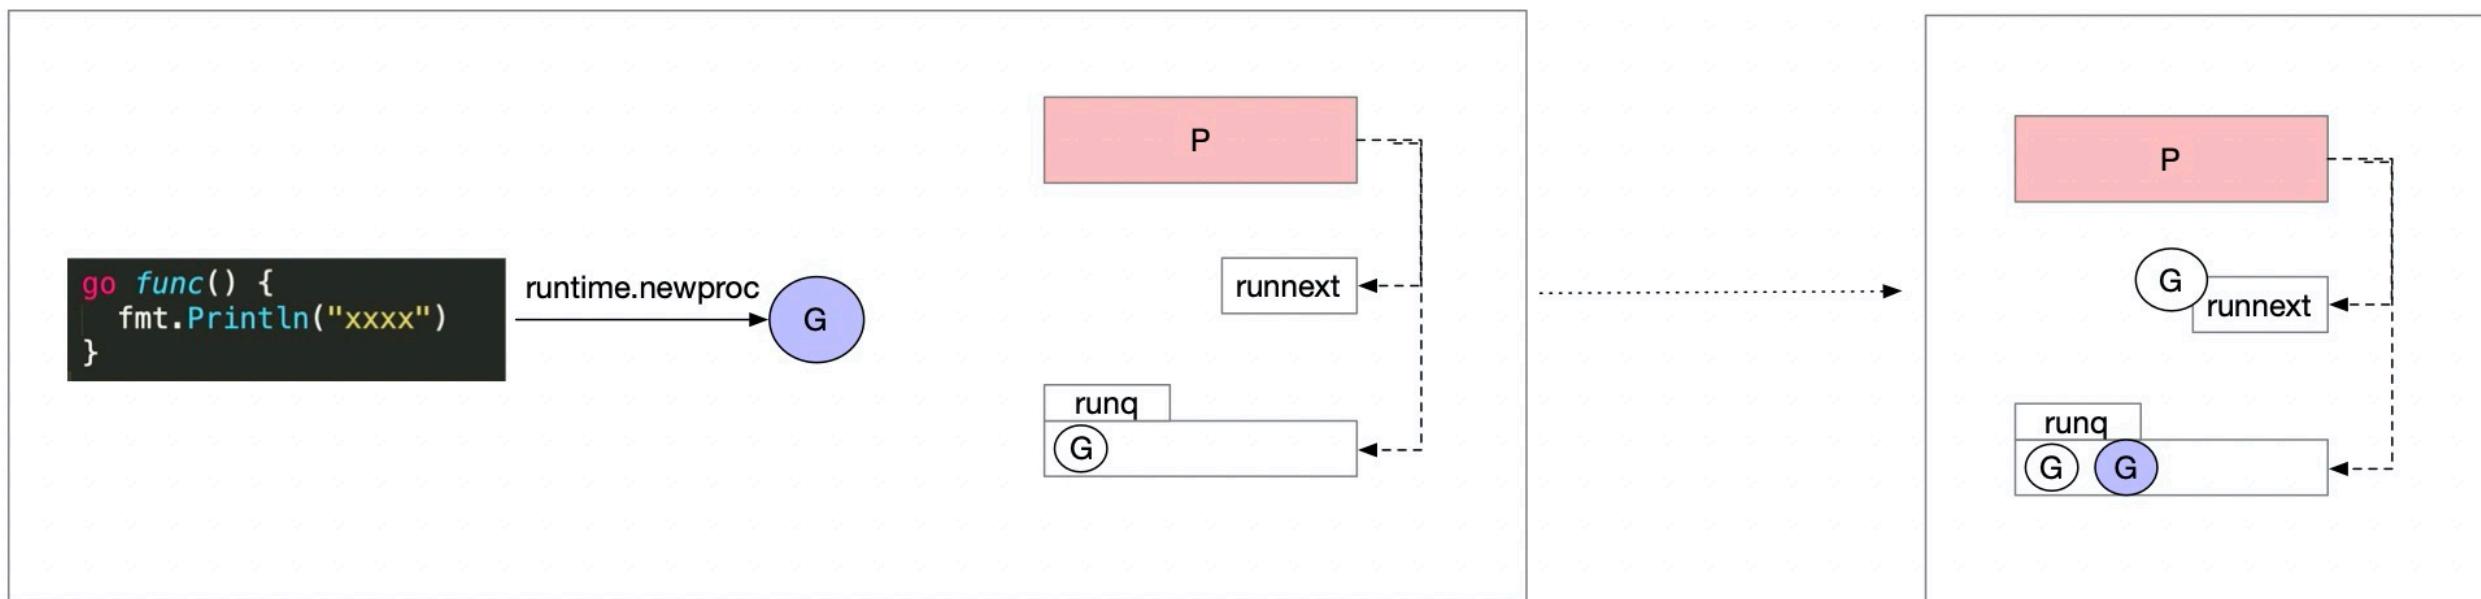 P
go func() {
fmt.Println("xxxx")
}
runtime.newproc
G
runnext
runq
G
P
G
runnext
runq
G
G